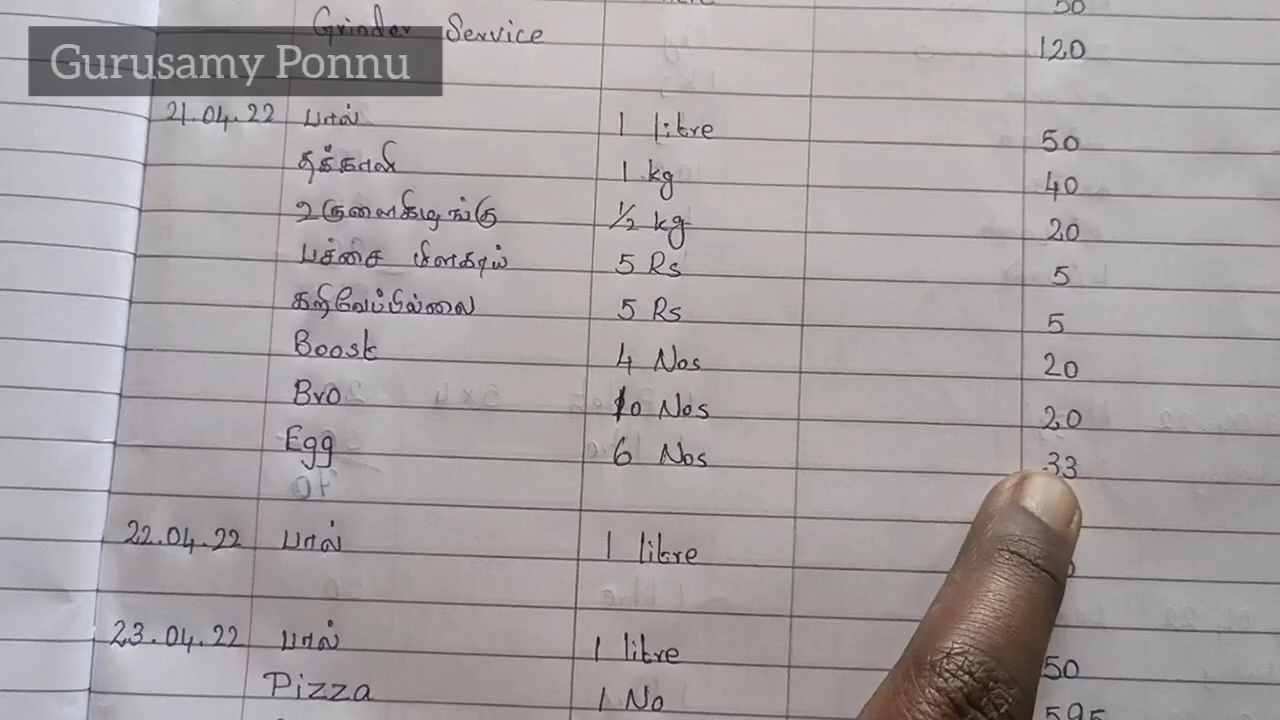 50
Grinder Service 120
Gurusamy Ponnu
21.04.22 பால் 1 litre 50
தக்காளி 1 kg 40
உருளைகிழங்கு 1/2 kg 20
பச்சை மிளகாய் 5 Rs 5
கறிவேப்பில்லை 5 Rs 5
Boost 4 Nos 20
Bro 10 Nos 20
Egg 6 Nos 33
22.04.22 பால் 1 litre
23.04.22 பால் 1 litre 50
Pizza 1 No 595